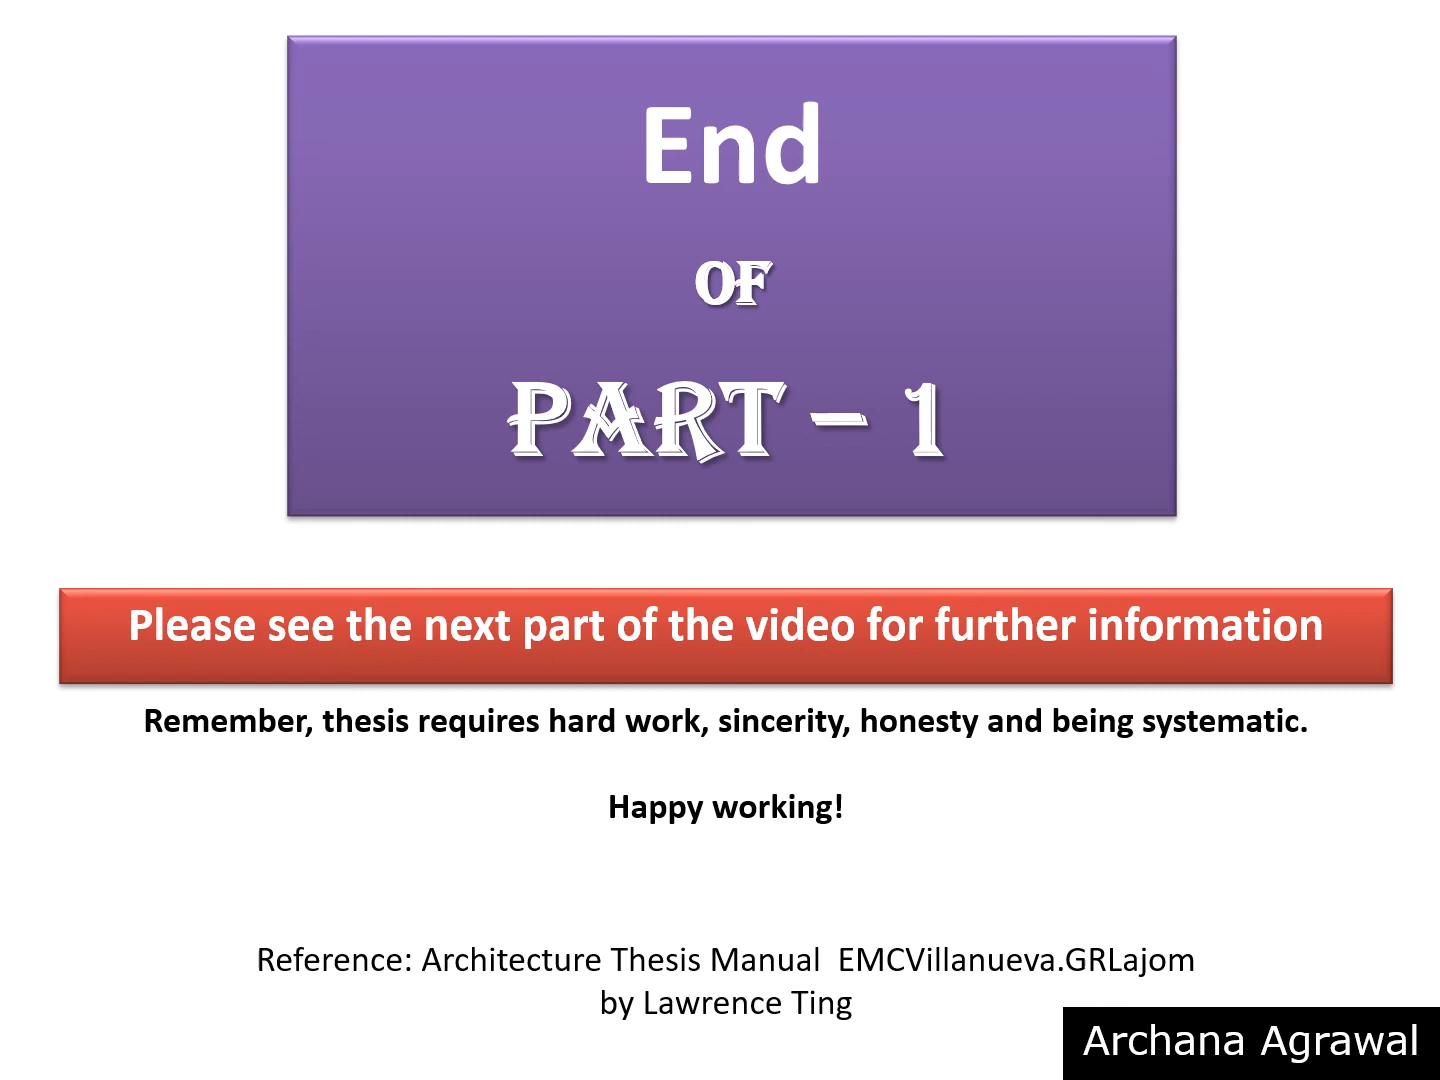 End
OF
PART – 1
Please see the next part of the video for further information
Remember, thesis requires hard work, sincerity, honesty and being systematic.
Happy working!
Reference: Architecture Thesis Manual  EMCVillanueva.GRLajom
by Lawrence Ting
Archana Agrawal